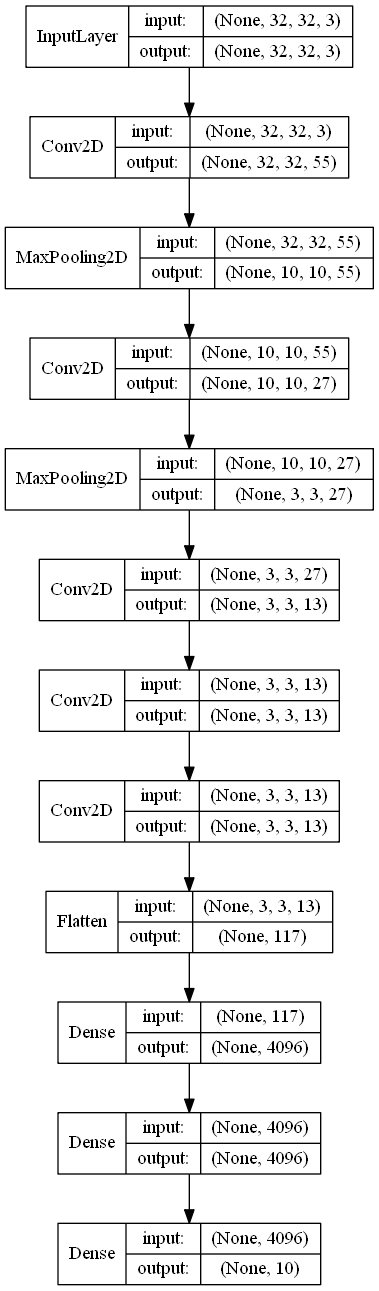 InputLayer input: (None, 32, 32, 3)
output: (None, 32, 32, 3)
Conv2D input: (None, 32, 32, 3)
output: (None, 32, 32, 55)
MaxPooling2D input: (None, 32, 32, 55)
output: (None, 10, 10, 55)
Conv2D input: (None, 10, 10, 55)
output: (None, 10, 10, 27)
MaxPooling2D input: (None, 10, 10, 27)
output: (None, 3, 3, 27)
Conv2D input: (None, 3, 3, 27)
output: (None, 3, 3, 13)
Conv2D input: (None, 3, 3, 13)
output: (None, 3, 3, 13)
Conv2D input: (None, 3, 3, 13)
output: (None, 3, 3, 13)
Flatten input: (None, 3, 3, 13)
output: (None, 117)
Dense input: (None, 117)
output: (None, 4096)
Dense input: (None, 4096)
output: (None, 4096)
Dense input: (None, 4096)
output: (None, 10)